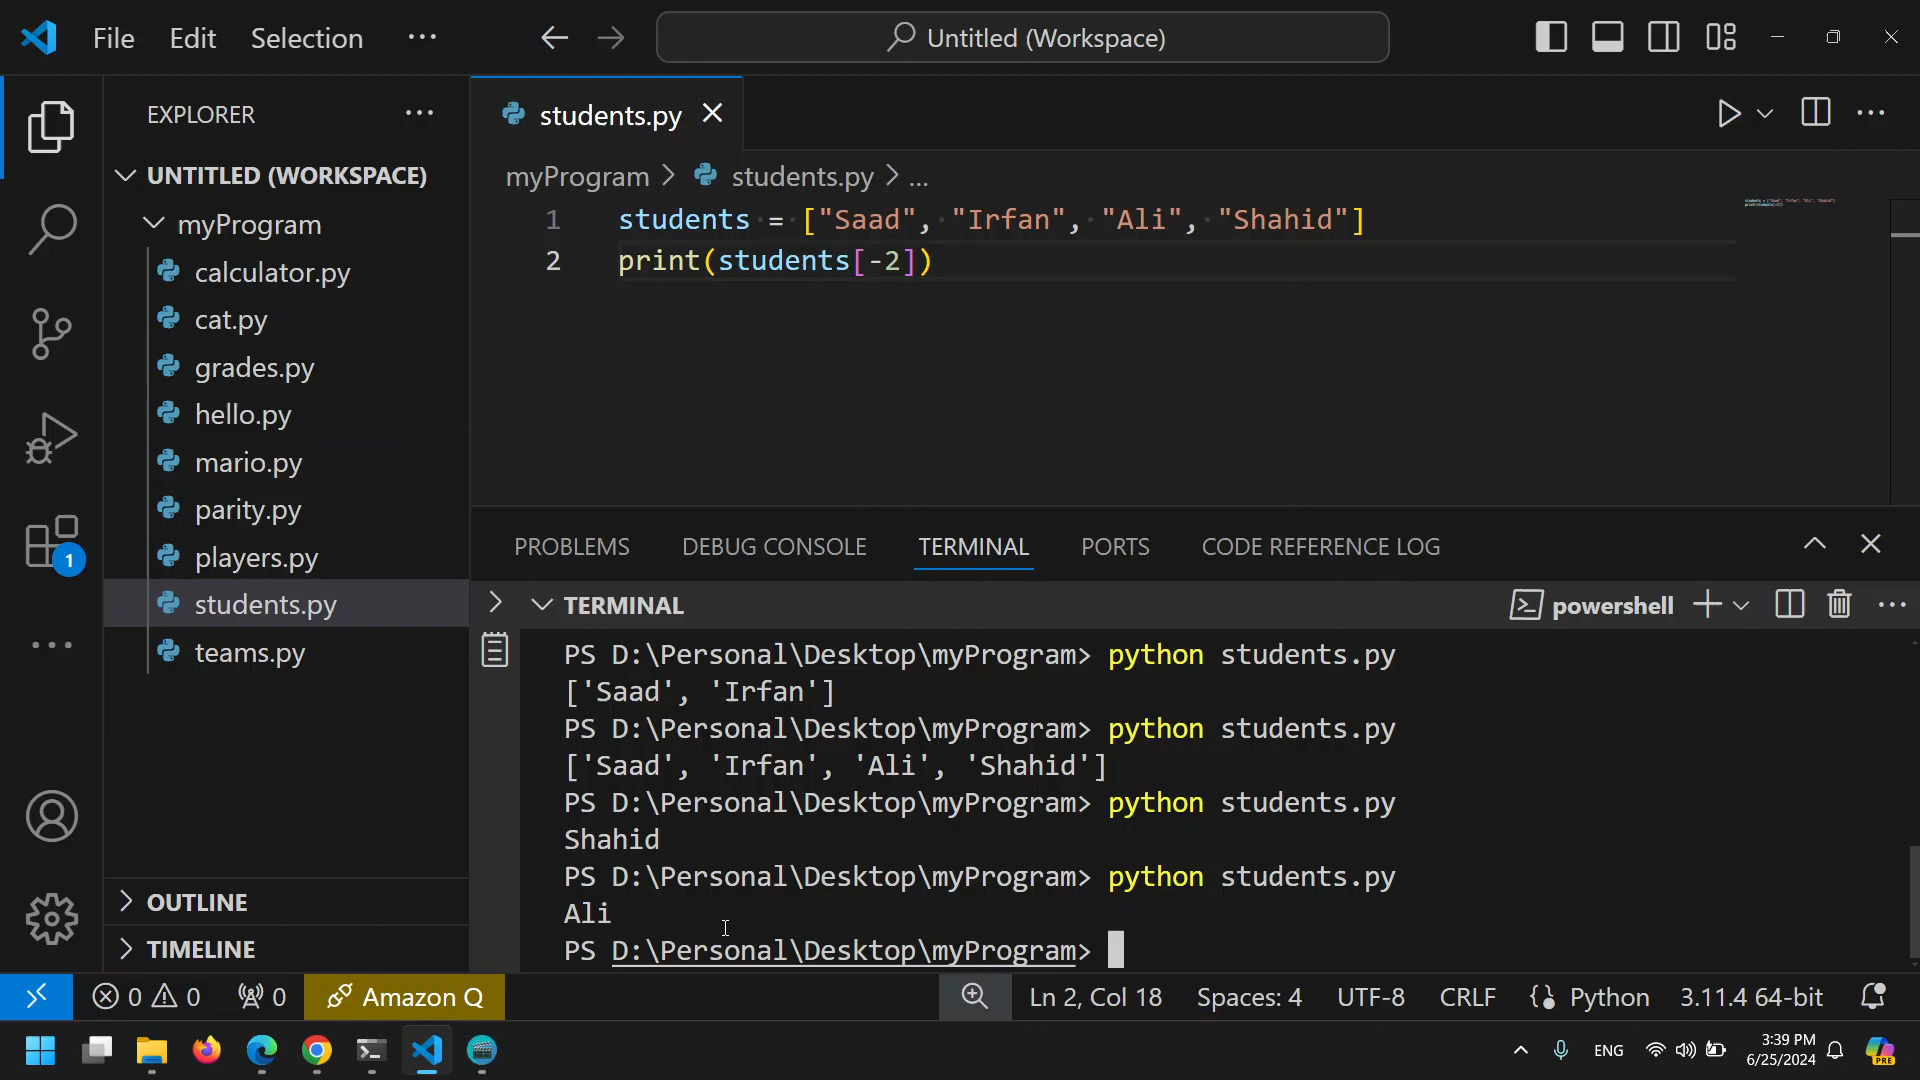 File Edit Selection ··· Untitled (Workspace)
EXPLORER ···
UNTITLED (WORKSPACE)
myProgram
calculator.py
cat.py
grades.py
hello.py
mario.py
parity.py
players.py
students.py
teams.py
OUTLINE
TIMELINE
1
students.py
myProgram > students.py > ...
1 students = ["Saad", "Irfan", "Ali", "Shahid"]
2 print(students[-2])
PROBLEMS DEBUG CONSOLE TERMINAL PORTS CODE REFERENCE LOG
TERMINAL powershell
PS D:\Personal\Desktop\myProgram> python students.py
['Saad', 'Irfan']
PS D:\Personal\Desktop\myProgram> python students.py
['Saad', 'Irfan', 'Ali', 'Shahid']
PS D:\Personal\Desktop\myProgram> python students.py
Shahid
PS D:\Personal\Desktop\myProgram> python students.py
Ali
PS D:\Personal\Desktop\myProgram>
0 0 0 Amazon Q Ln 2, Col 18 Spaces: 4 UTF-8 CRLF Python 3.11.4 64-bit
ENG 3:39 PM
6/25/2024
PRE